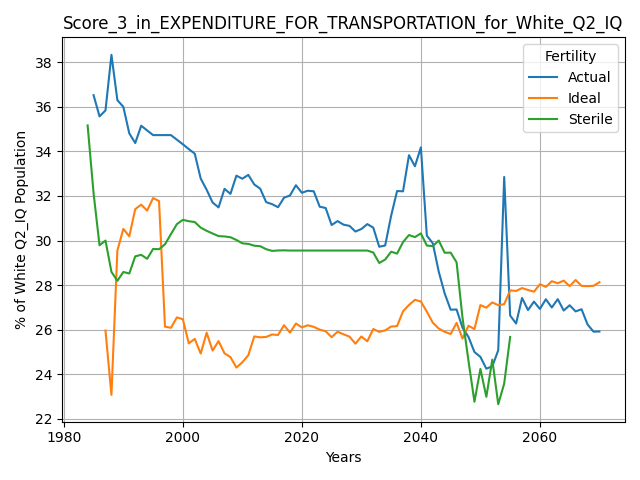 Score_3_in_EXPENDITURE_FOR_TRANSPORTATION_for_White_Q2_IQ
Fertility
Actual
Ideal
Sterile
% of White Q2_IQ Population
38
36
34
32
30
28
26
24
22
1980
2000
2020
2040
2060
Years